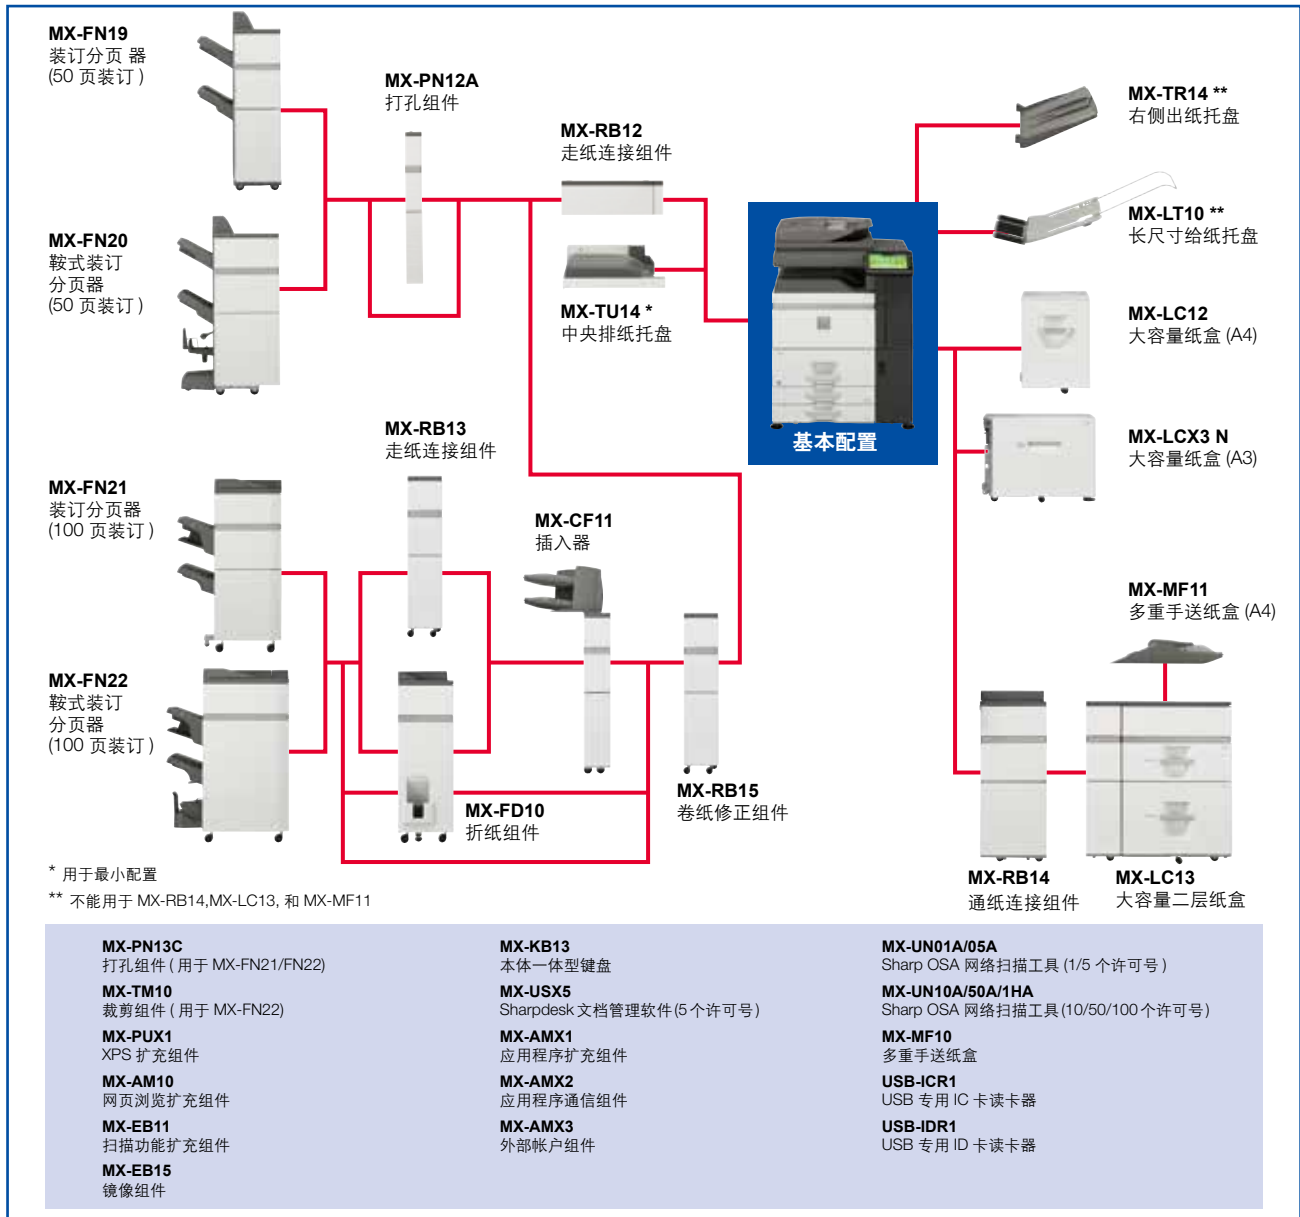 MX-FN19
装订分页 器
(50 页装订 )
MX-PN12A
打孔组件
MX-RB12
走纸连接组件
MX-TR14 **
右侧出纸托盘
MX-FN20
鞍式装订
分页器
(50 页装订 )
MX-TU14 *
中央排纸托盘
MX-LT10 **
长尺寸给纸托盘
MX-LC12
大容量纸盒 (A4)
基本配置
MX-RB13
走纸连接组件
MX-LCX3 N
大容量纸盒 (A3)
MX-FN21
装订分页器
(100 页装订 )
MX-CF11
插入器
MX-MF11
多重手送纸盒 (A4)
MX-FN22
鞍式装订
分页器
(100 页装订 )
MX-FD10
折纸组件
MX-RB15
卷纸修正组件
MX-RB14
通纸连接组件
MX-LC13
大容量二层纸盒
* 用于最小配置
** 不能用于 MX-RB14,MX-LC13, 和 MX-MF11
MX-PN13C
打孔组件 ( 用于 MX-FN21/FN22)
MX-TM10
裁剪组件 ( 用于 MX-FN22)
MX-PUX1
XPS 扩充组件
MX-AM10
网页浏览扩充组件
MX-EB11
扫描功能扩充组件
MX-EB15
镜像组件
MX-KB13
本体一体型键盘
MX-USX5
Sharpdesk 文档管理软件 (5 个许可号)
MX-AMX1
应用程序扩充组件
MX-AMX2
应用程序通信组件
MX-AMX3
外部帐户组件
MX-UN01A/05A
Sharp OSA 网络扫描工具 (1/5 个许可号 )
MX-UN10A/50A/1HA
Sharp OSA 网络扫描工具 (10/50/100 个许可号)
MX-MF10
多重手送纸盒
USB-ICR1
USB 专用 IC 卡读卡器
USB-IDR1
USB 专用 ID 卡读卡器